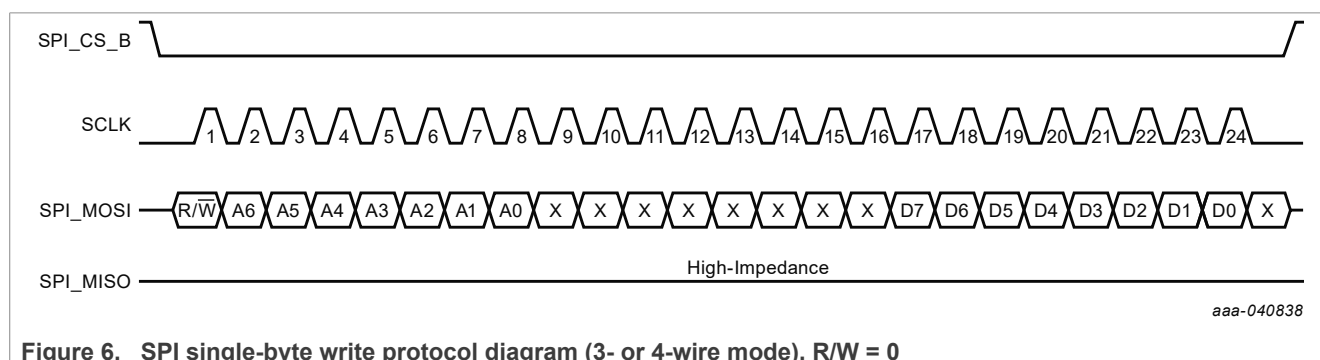 SPI_CS_B
SCLK 1 2 3 4 5 6 7 8 9 10 11 12 13 14 15 16 17 18 19 20 21 22 23 24
SPI_MOSI R/W̅ A6 A5 A4 A3 A2 A1 A0 X X X X X X X X D7 D6 D5 D4 D3 D2 D1 D0 X
High-Impedance
SPI_MISO
aaa-040838
Figure 6. SPI single-byte write protocol diagram (3- or 4-wire mode), R/W = 0